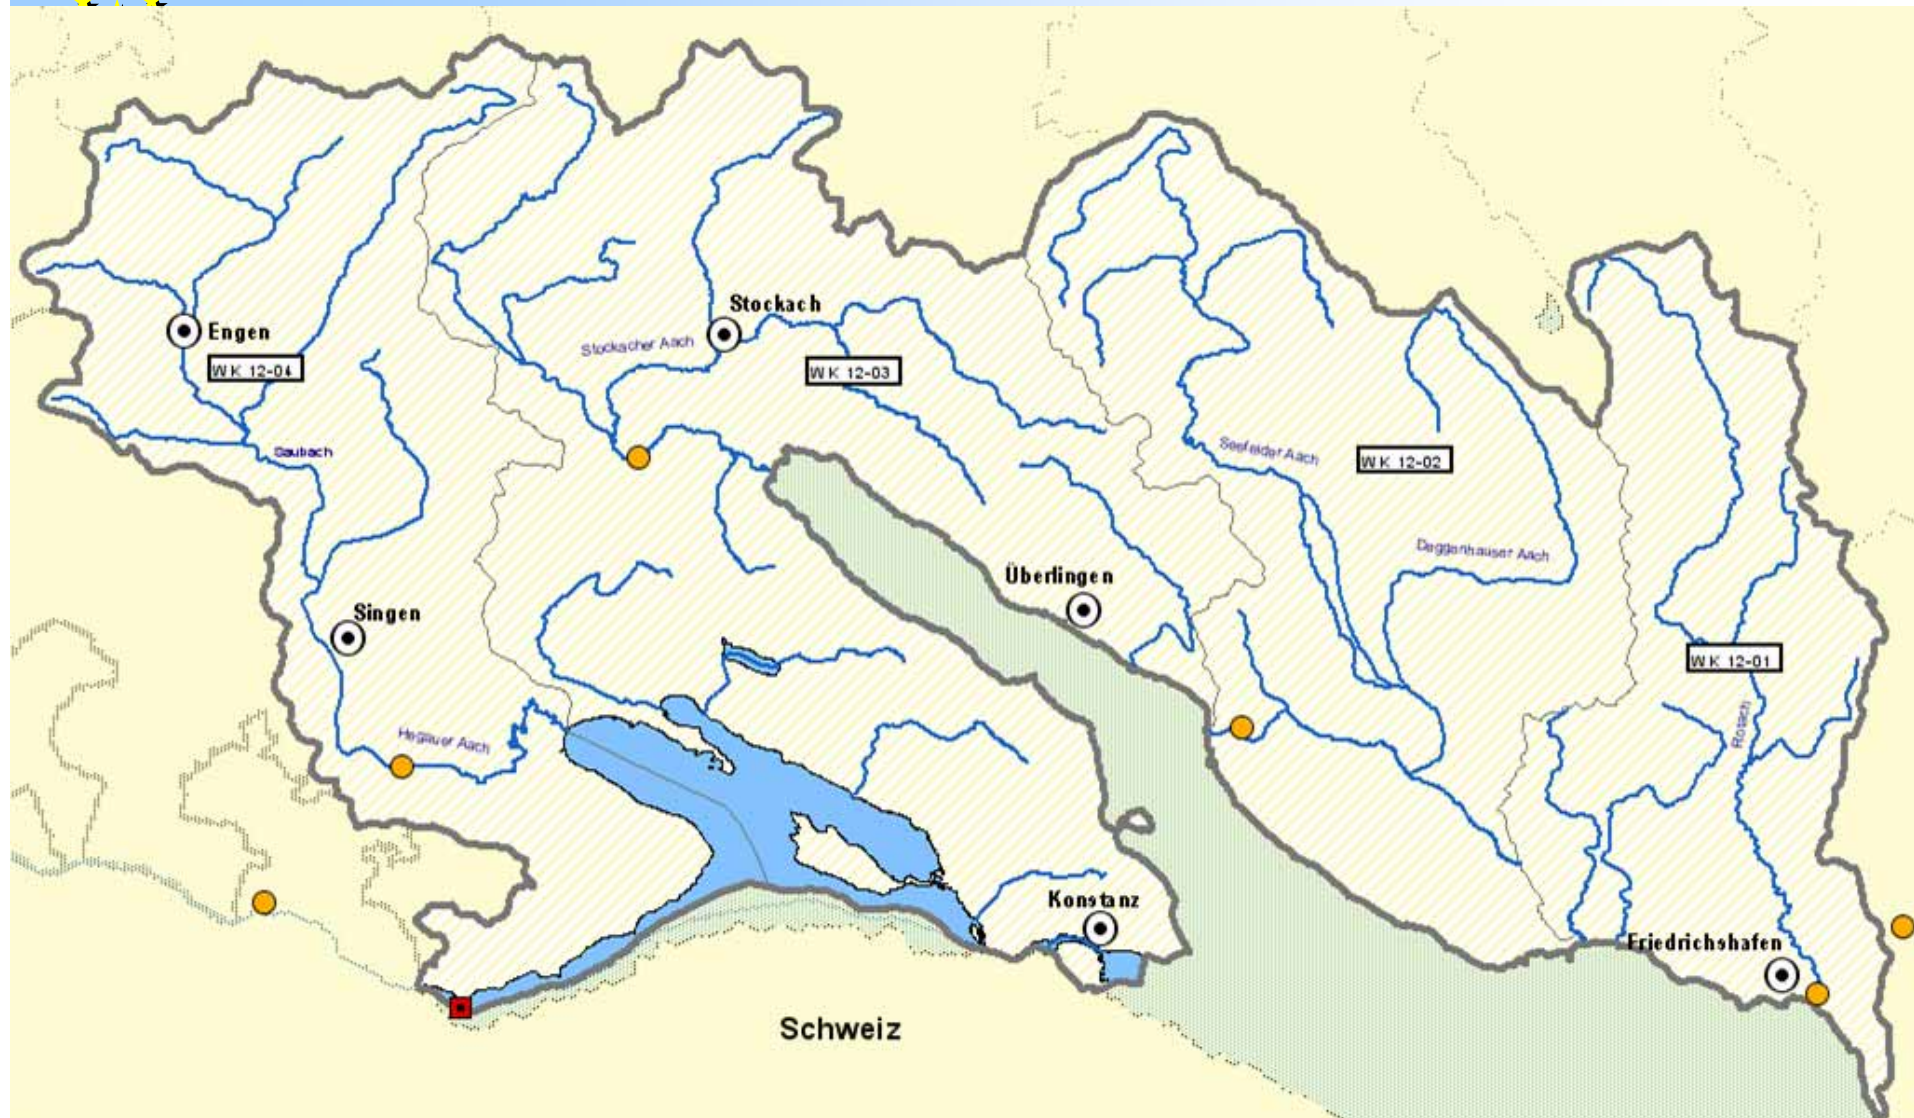 Stockach
Engen
Stockacher Aach
WK 12-04
WK 12-03
Saubach
Seefelder Aach
WK 12-02
Deggenhauser Aach
Überlingen
Singen
WK 12-01
Rotach
Hegauer Aach
Konstanz
Friedrichshafen
Schweiz